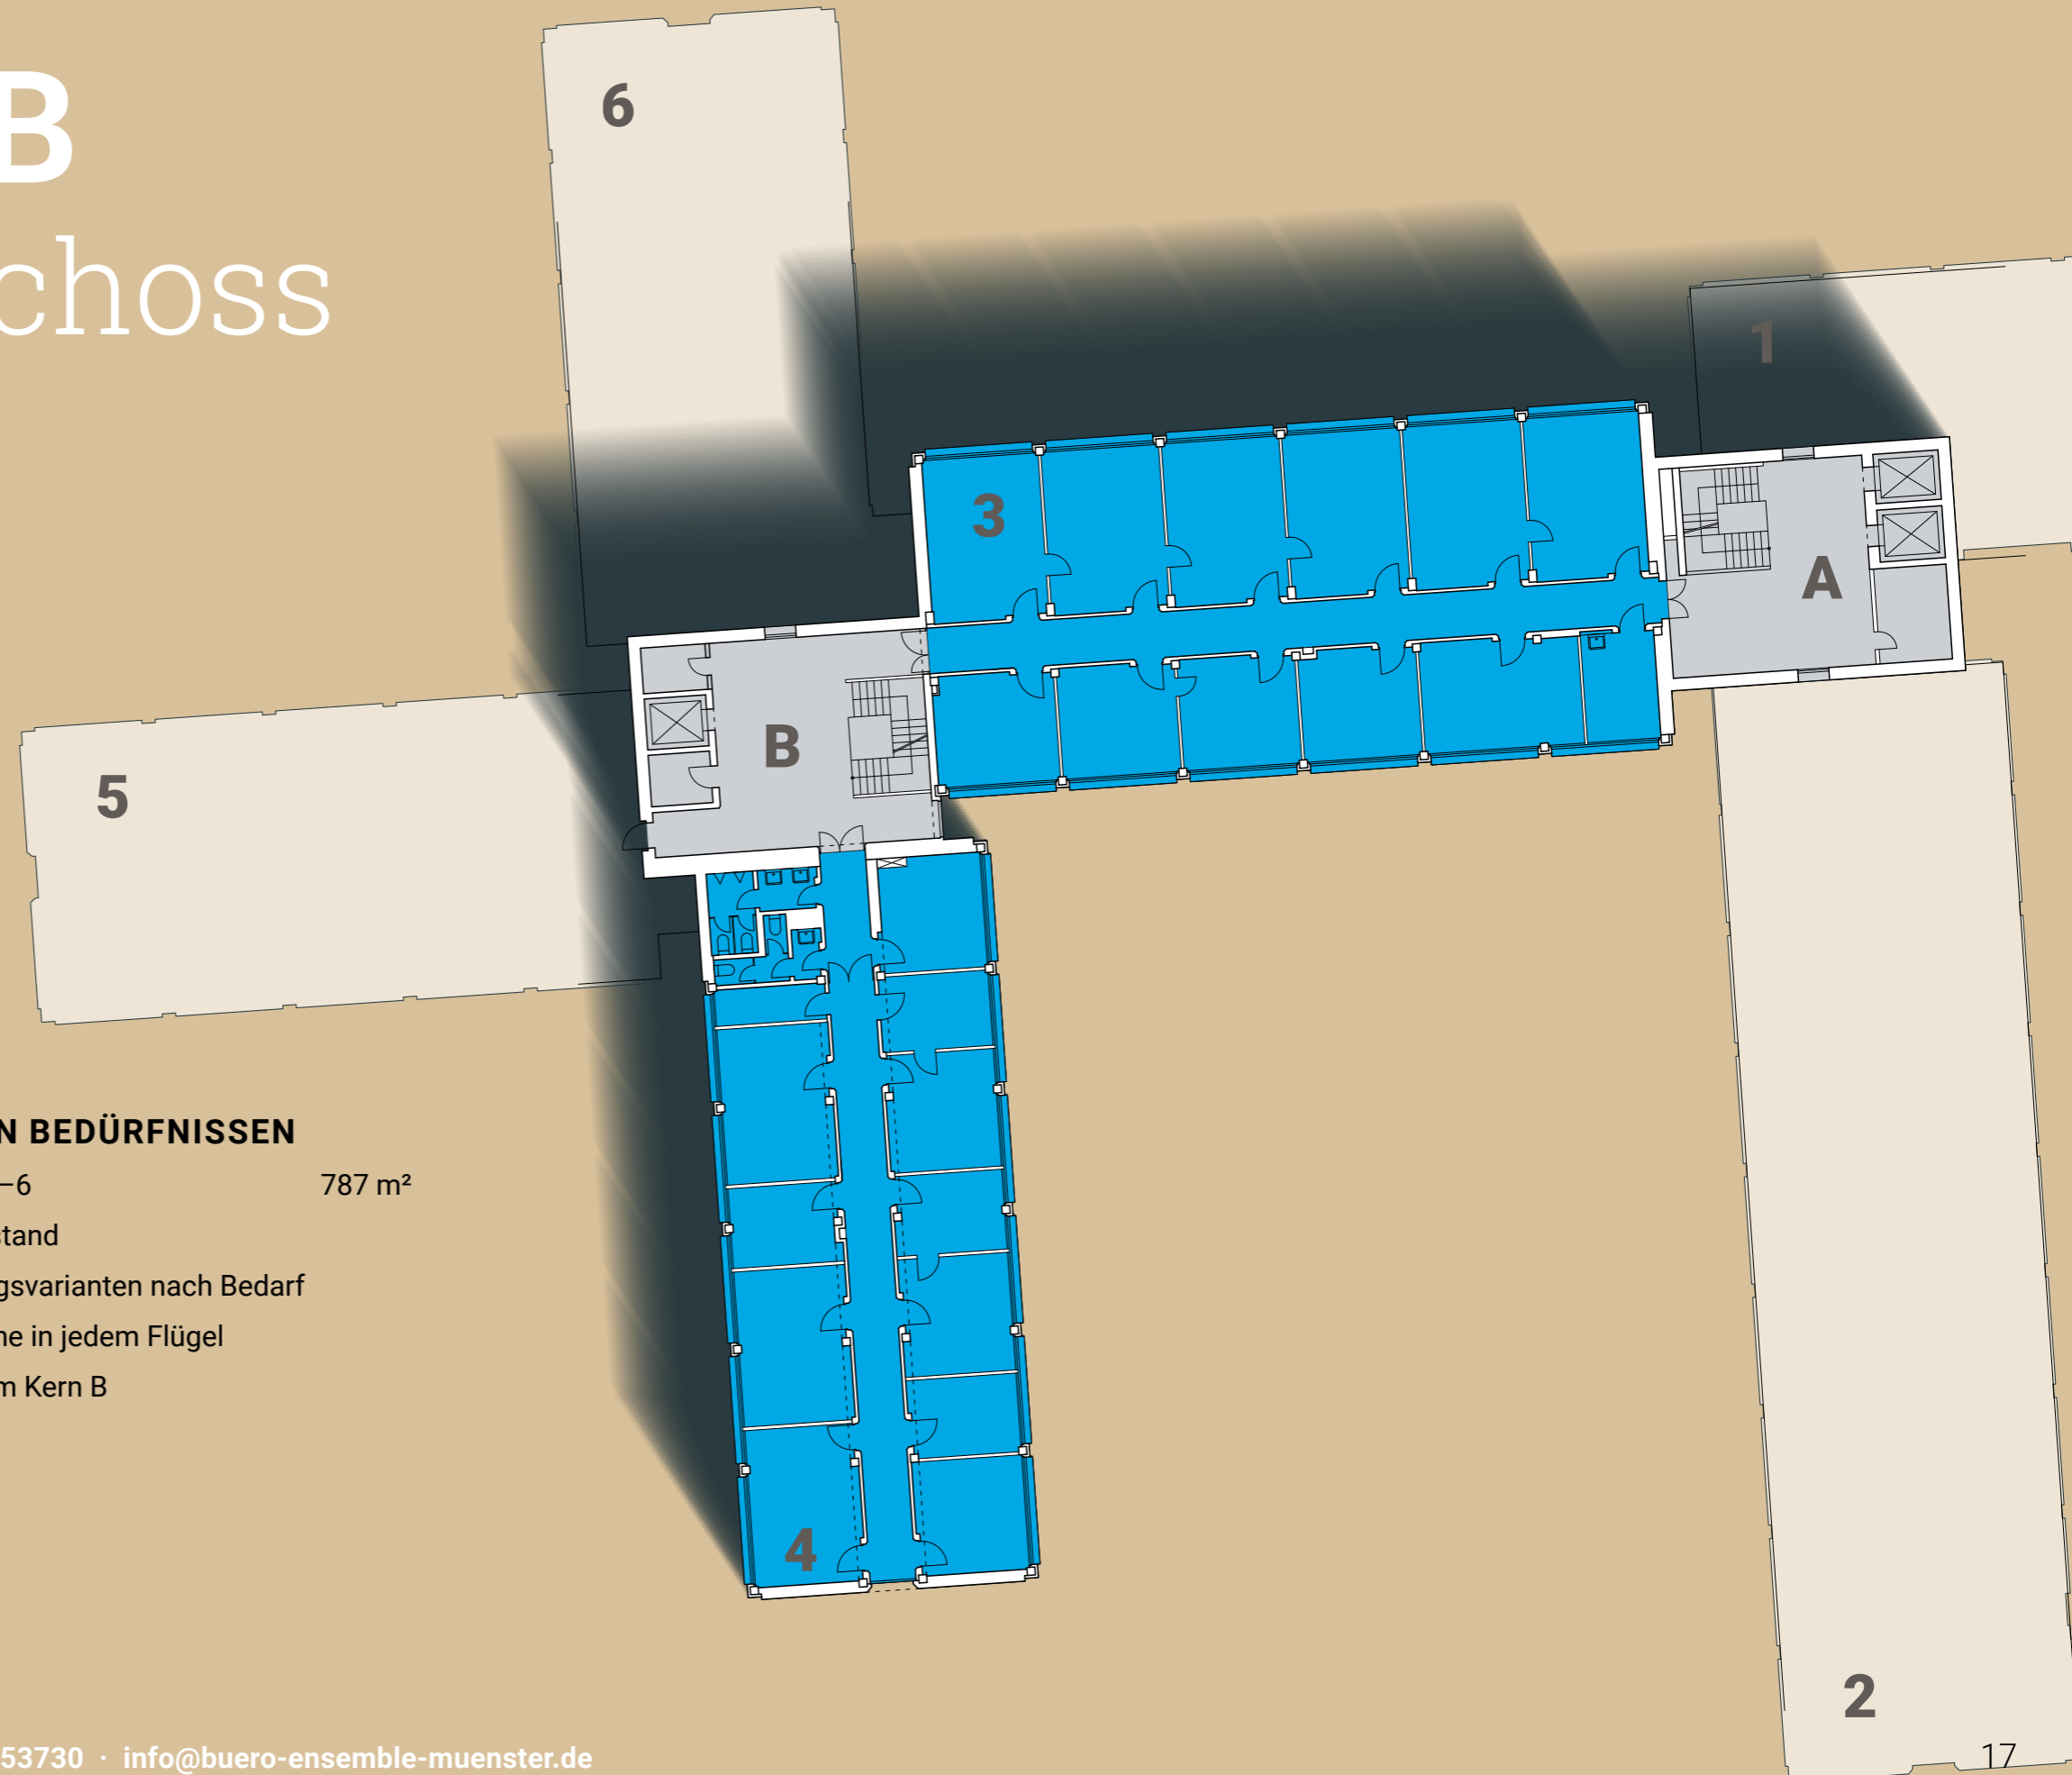 B
choss
6
1
3
A
B
5
N BEDÜRFNISSEN
–6 787 m²
stand
gsvarianten nach Bedarf
ne in jedem Flügel
m Kern B
4
2
53730 · info@buero-ensemble-muenster.de
17